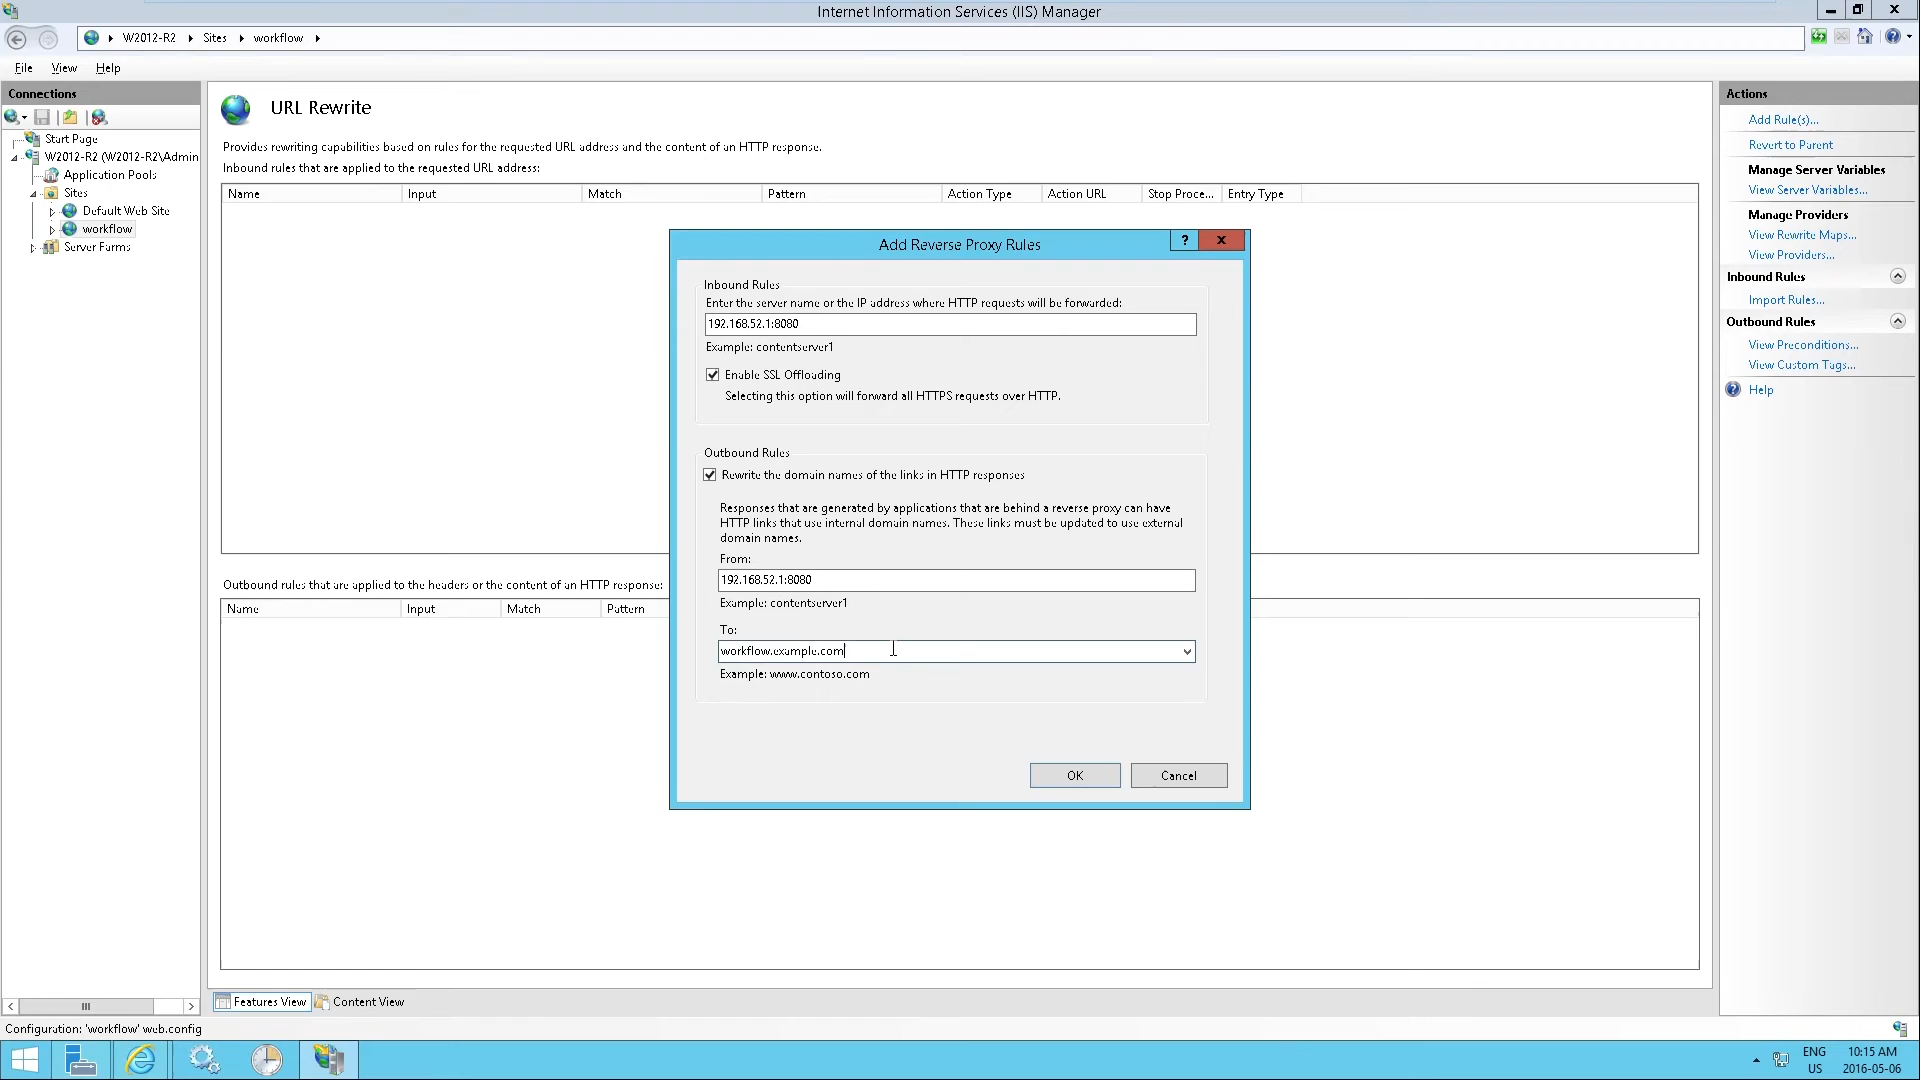 Internet Information Services (IIS) Manager
W2012-R2
Sites
workflow
File View Help
Connections
Start Page
W2012-R2 (W2012-R2\Admin
Application Pools
Sites
Default Web Site
workflow
Server Farms
URL Rewrite
Provides rewriting capabilities based on rules for the requested URL address and the content of an HTTP response.
Inbound rules that are applied to the requested URL address:
Name Input Match Pattern Action Type Action URL Stop Proce... Entry Type
Outbound rules that are applied to the headers or the content of an HTTP response:
Name Input Match Pattern
Add Reverse Proxy Rules
?
Inbound Rules
Enter the server name or the IP address where HTTP requests will be forwarded:
192.168.52.1:8080
Example: contentserver1
Enable SSL Offloading
Selecting this option will forward all HTTPS requests over HTTP.
Outbound Rules
Rewrite the domain names of the links in HTTP responses
Responses that are generated by applications that are behind a reverse proxy can have
HTTP links that use internal domain names. These links must be updated to use external
domain names.
From:
192.168.52.1:8080
Example: contentserver1
To:
workflow.example.com
Example: www.contoso.com
OK Cancel
Actions
Add Rule(s)...
Revert to Parent
Manage Server Variables
View Server Variables...
Manage Providers
View Rewrite Maps...
View Providers...
Inbound Rules
Import Rules...
Outbound Rules
View Preconditions...
View Custom Tags...
Help
Features View Content View
Configuration: 'workflow' web.config
ENG
US
10:15 AM
2016-05-06